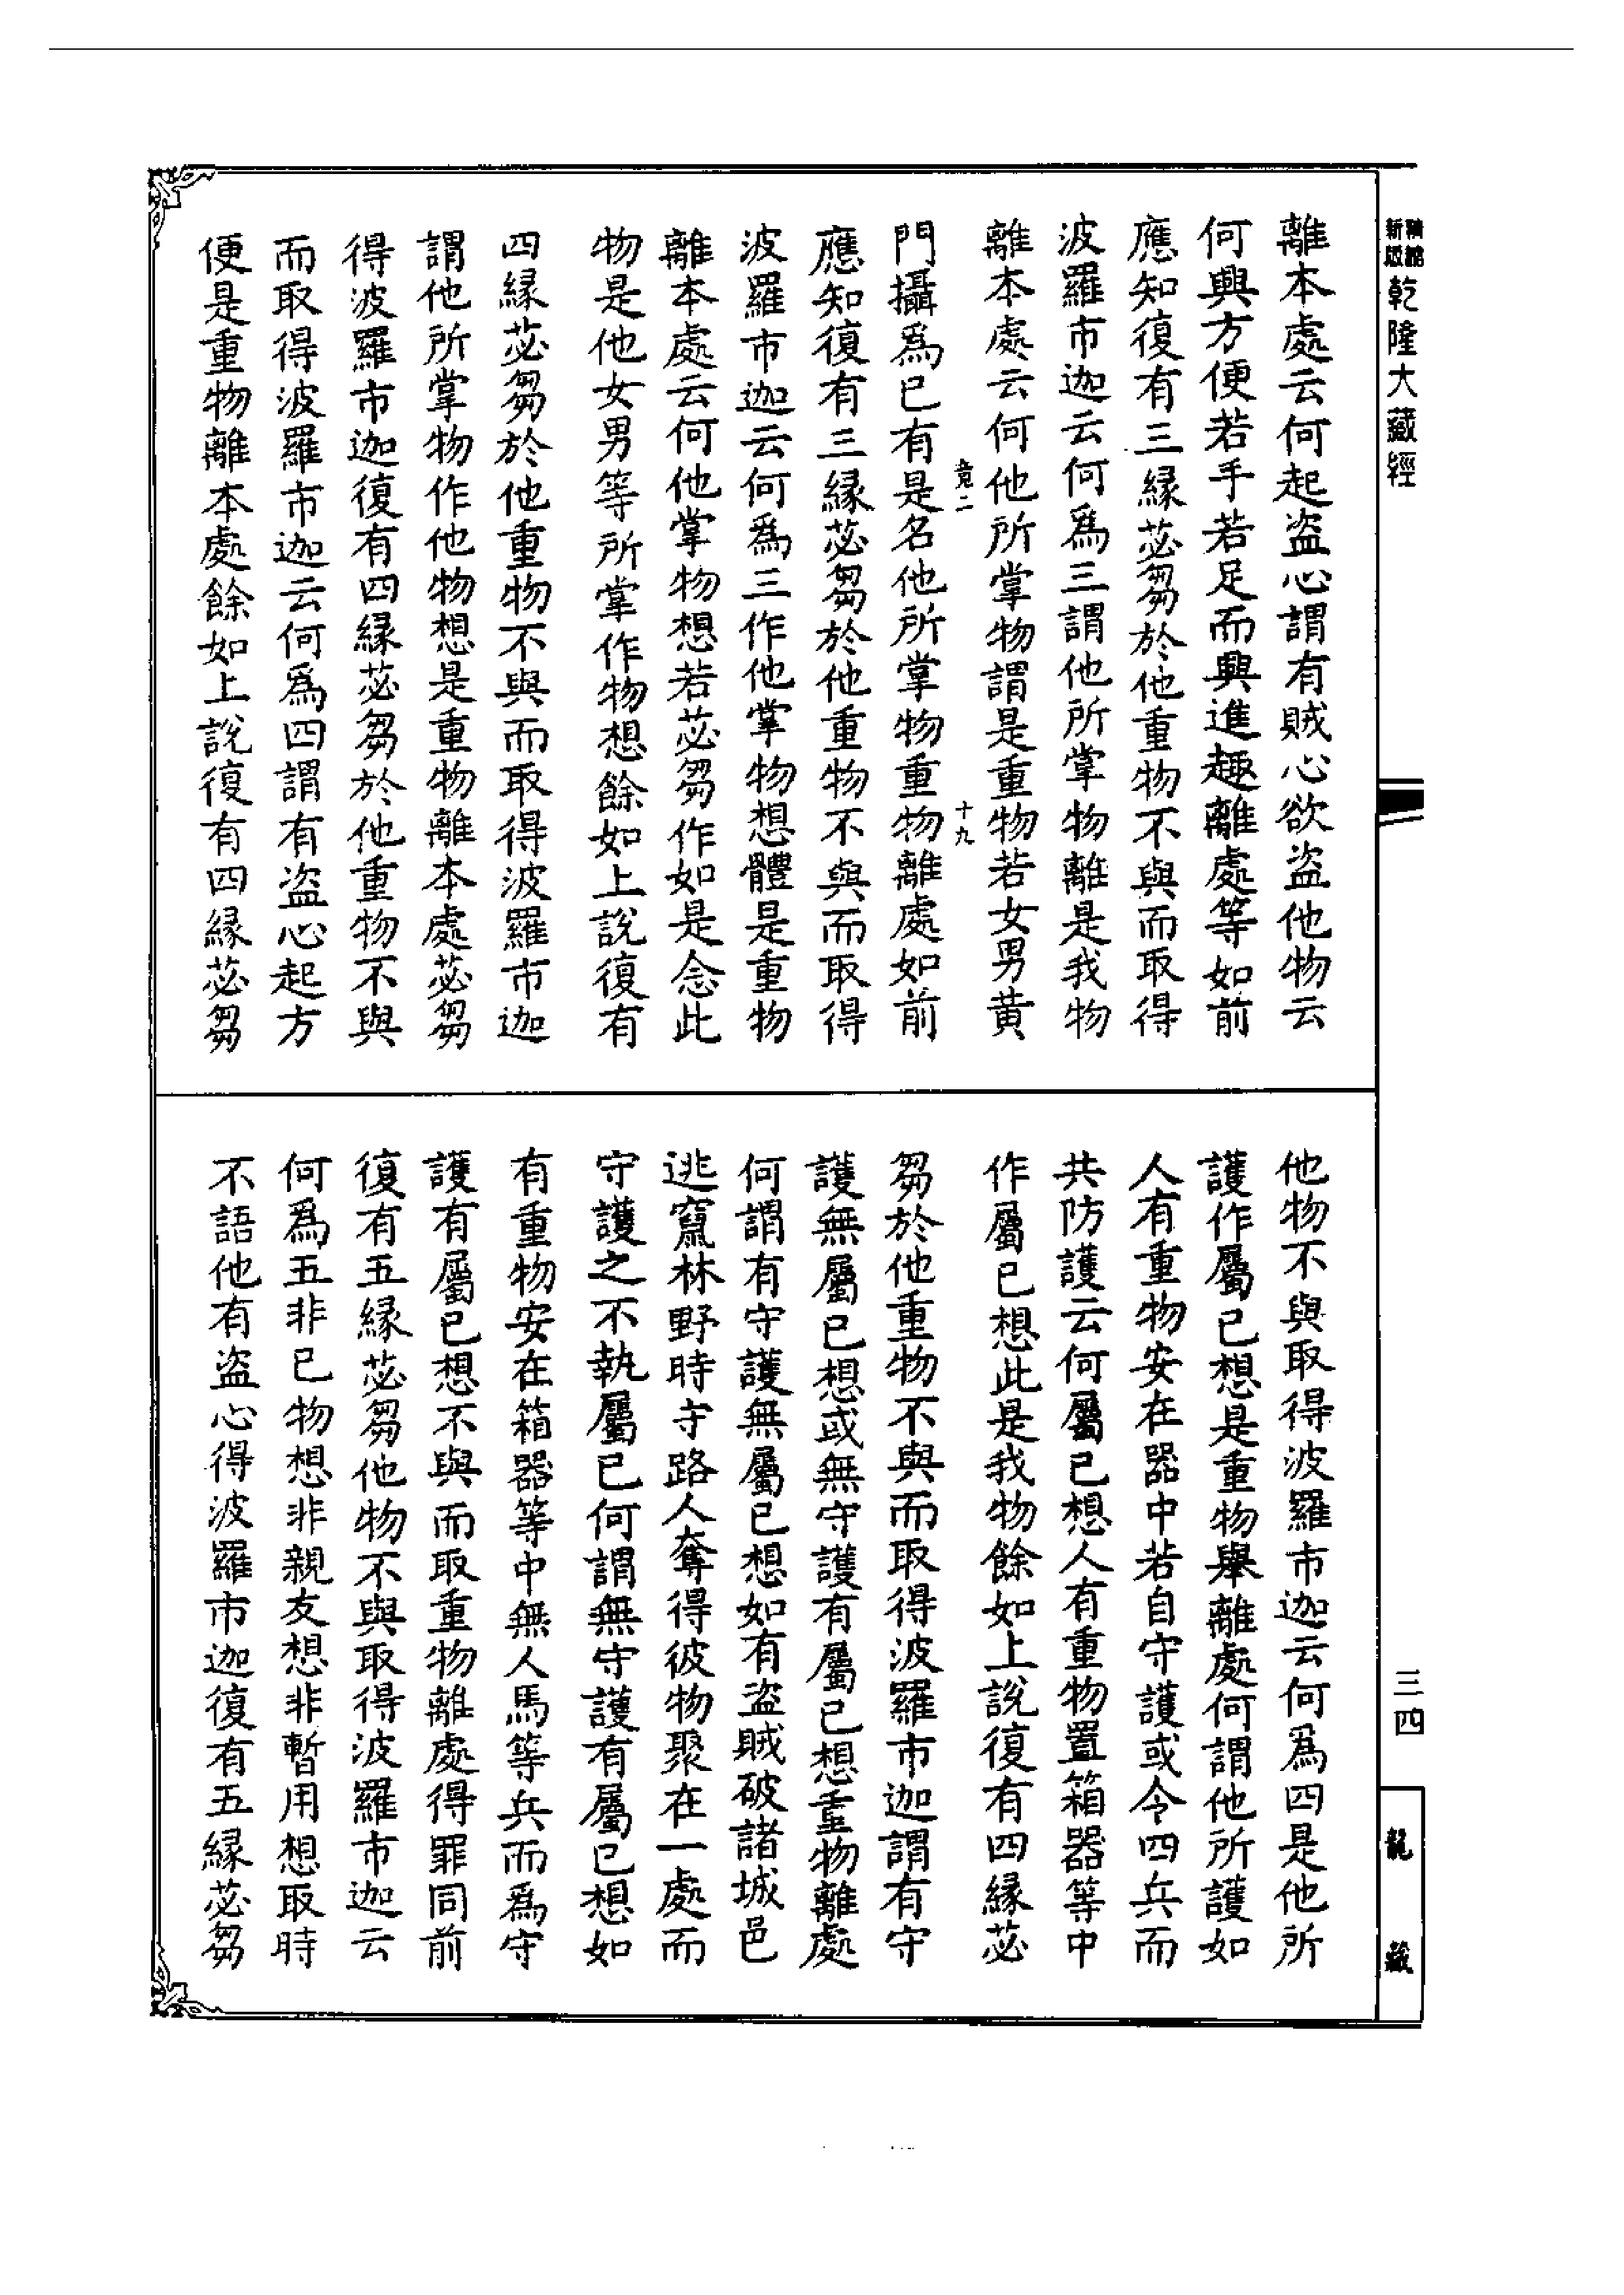 新版
精縮
乾隆大藏經
三四
龍藏
離本處云何起盜心謂有賊心欲盜他物云
何興方便若手若足而興進趣離處等如前
應知復有三緣苾芻於他重物不與而取得
波羅市迦云何爲三謂他所掌物離是我物
離本處云何他所掌物謂是重物若女男黃
竟二
十九
門攝爲已有是名他所掌物重物離處如前
應知復有三緣苾芻於他重物不與而取得
波羅市迦云何爲三作他掌物想體是重物
離本處云何他掌物想若苾芻作如是念此
物是他女男等所掌作物想餘如上說復有
四緣苾芻於他重物不與而取得波羅市迦
謂他所掌物作他物想是重物離本處苾芻
得波羅市迦復有四緣苾芻於他重物不與
而取得波羅市迦云何爲四謂有盜心起方
便是重物離本處餘如上說復有四緣苾芻
他物不與取得波羅市迦云何爲四是他所
護作屬已想是重物舉離處何謂他所護如
人有重物安在器中若自守護或令四兵而
共防護云何屬已想人有重物置箱器等中
作屬已想此是我物餘如上說復有四緣苾
芻於他重物不與而取得波羅市迦謂有守
護無屬已想或無守護有屬已想重物離處
何謂有守護無屬已想如有盜賊破諸城邑
逃竄林野時守路人奪得彼物聚在一處而
守護之不執屬已何謂無守護有屬已想如
有重物安在箱器等中無人馬等兵而爲守
護有屬已想不與而取重物離處得罪同前
復有五緣苾芻他物不與取得波羅市迦云
何爲五非已物想非親友想非暫用想取時
不語他有盜心得波羅市迦復有五緣苾芻